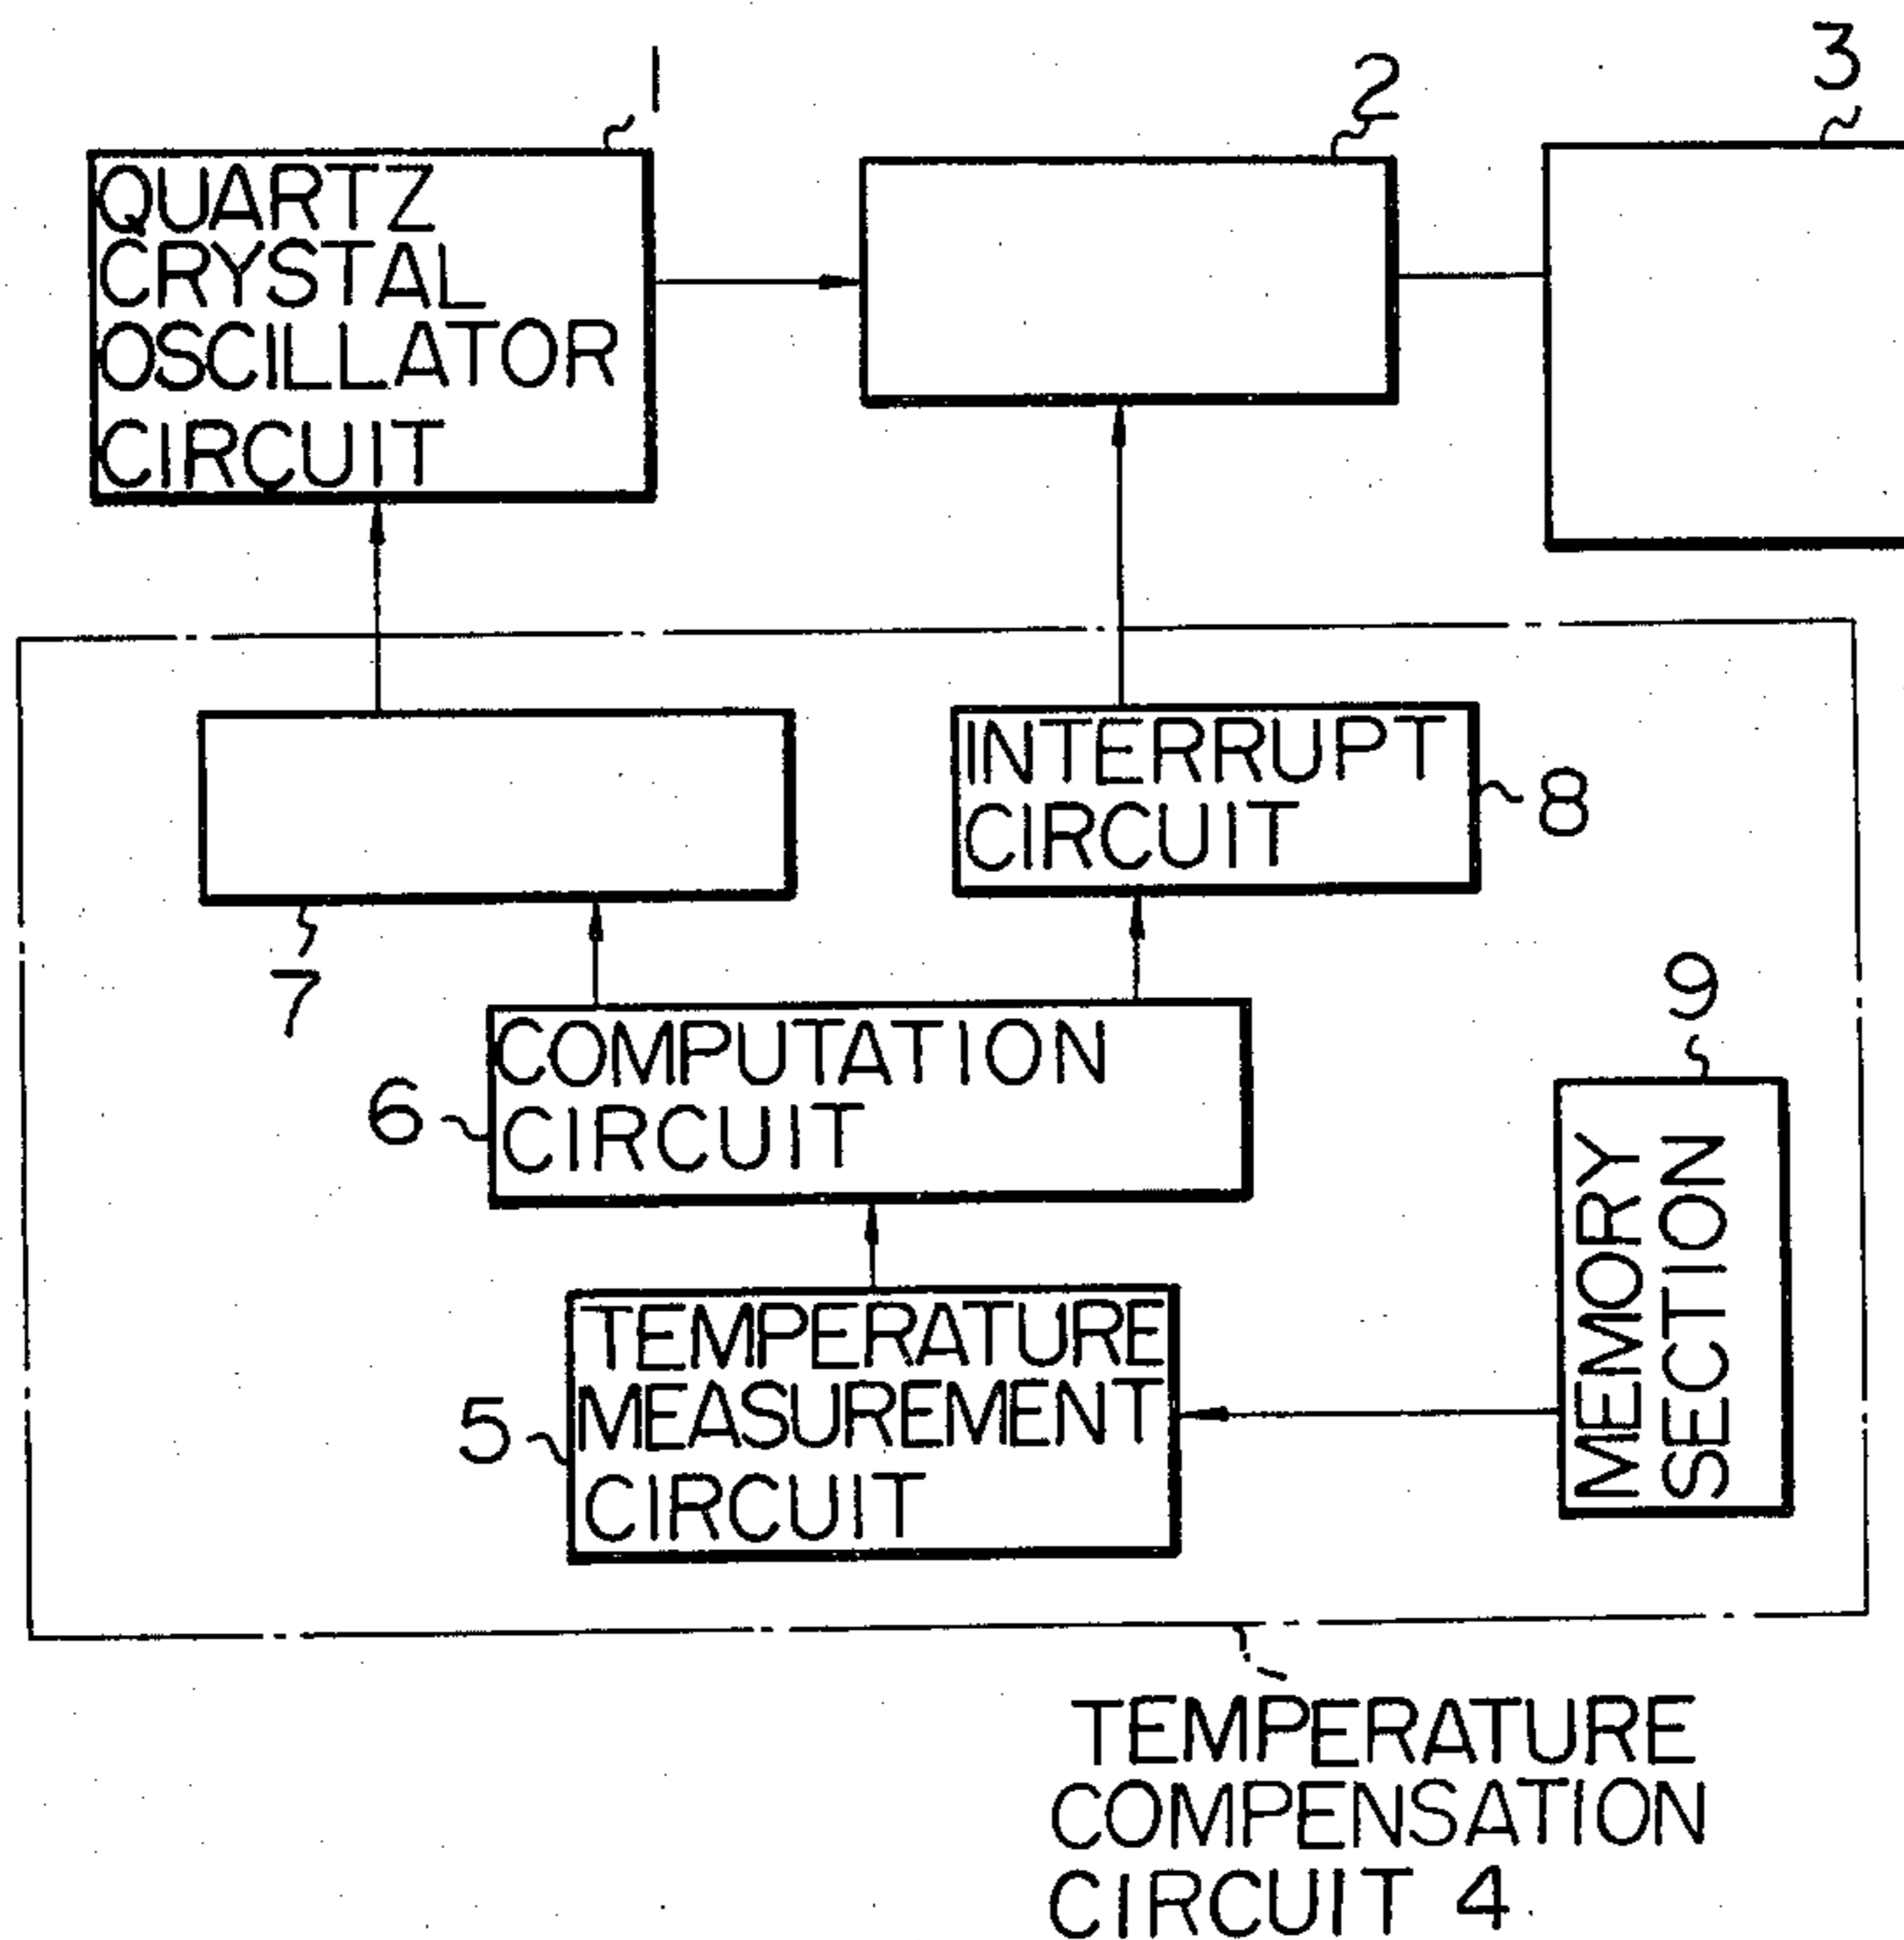 1
2
3
QUARTZ
CRYSTAL
OSCILLATOR
CIRCUIT
INTERRUPT
CIRCUIT
8
7
9
COMPUTATION
CIRCUIT
6
MEMORY
SECTION
TEMPERATURE
MEASUREMENT
CIRCUIT
5
TEMPERATURE
COMPENSATION
CIRCUIT 4